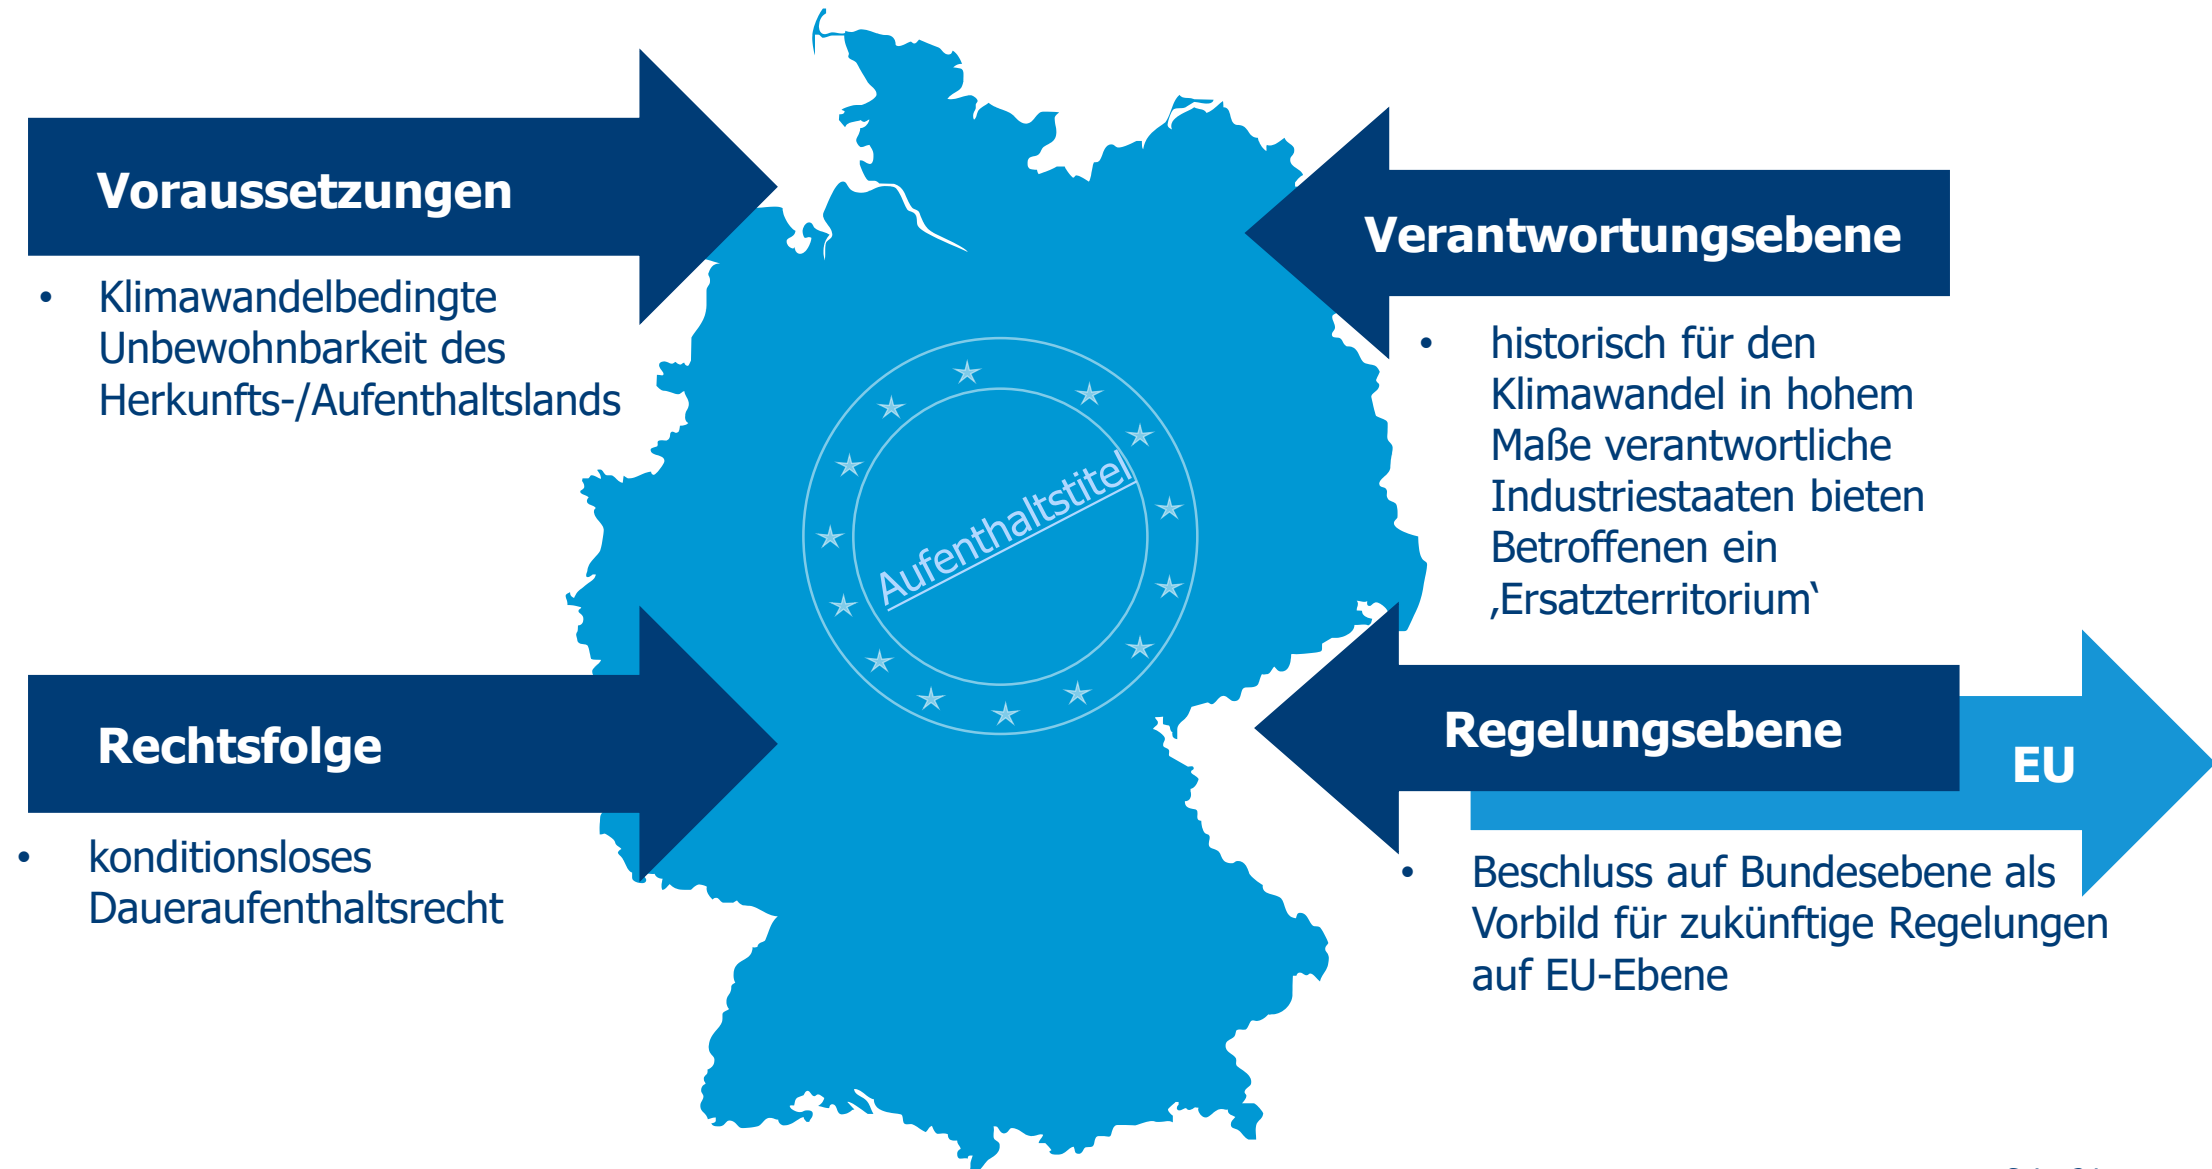 Voraussetzungen
• Klimawandelbedingte
Unbewohnbarkeit des
Herkunfts-/Aufenthaltslands
Rechtsfolge
• konditionsloses
Daueraufenthaltsrecht
Aufenthaltstitel
Verantwortungsebene
• historisch für den
Klimawandel in hohem
Maße verantwortliche
Industriestaaten bieten
Betroffenen ein
‚Ersatzterritorium‘
Regelungsebene
EU
• Beschluss auf Bundesebene als
Vorbild für zukünftige Regelungen
auf EU-Ebene